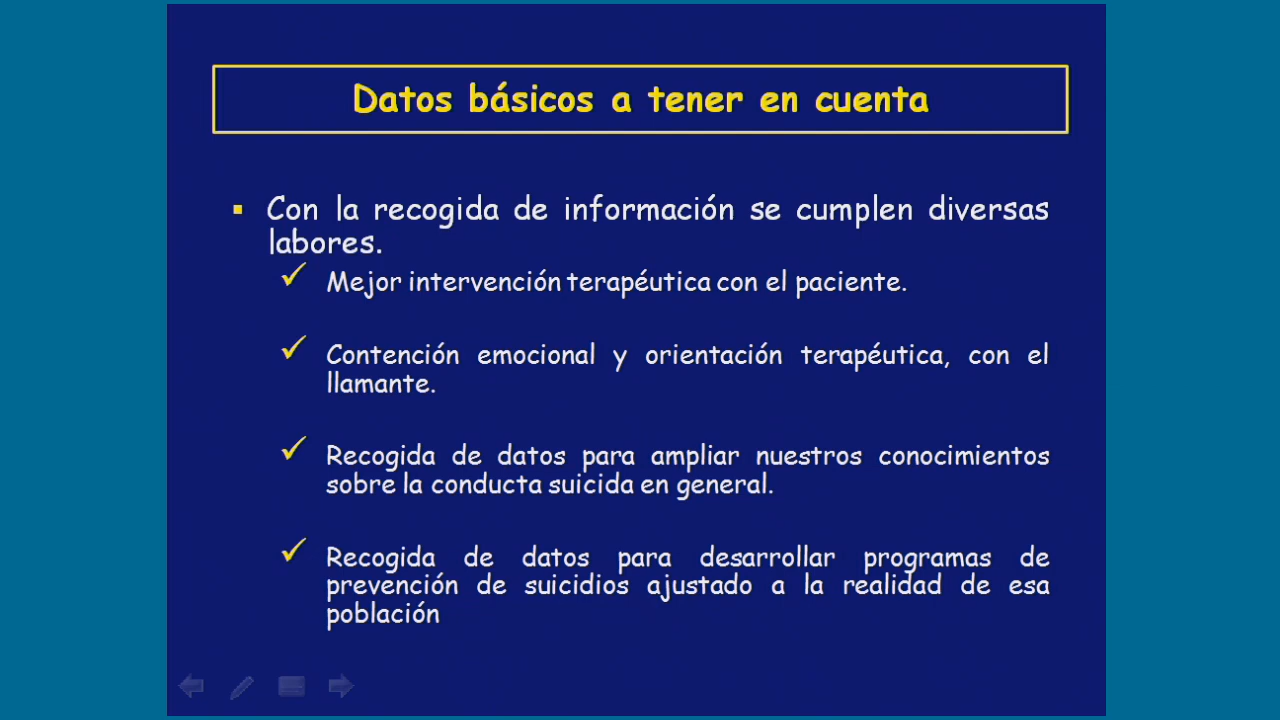 Datos básicos a tener en cuenta
Con la recogida de información se cumplen diversas
labores.
Mejor intervención terapéutica con el paciente.
Contención emocional y orientación terapéutica, con el
llamante.
Recogida de datos para ampliar nuestros conocimientos
sobre la conducta suicida en general.
Recogida de datos para desarrollar programas de
prevención de suicidios ajustado a la realidad de esa
población